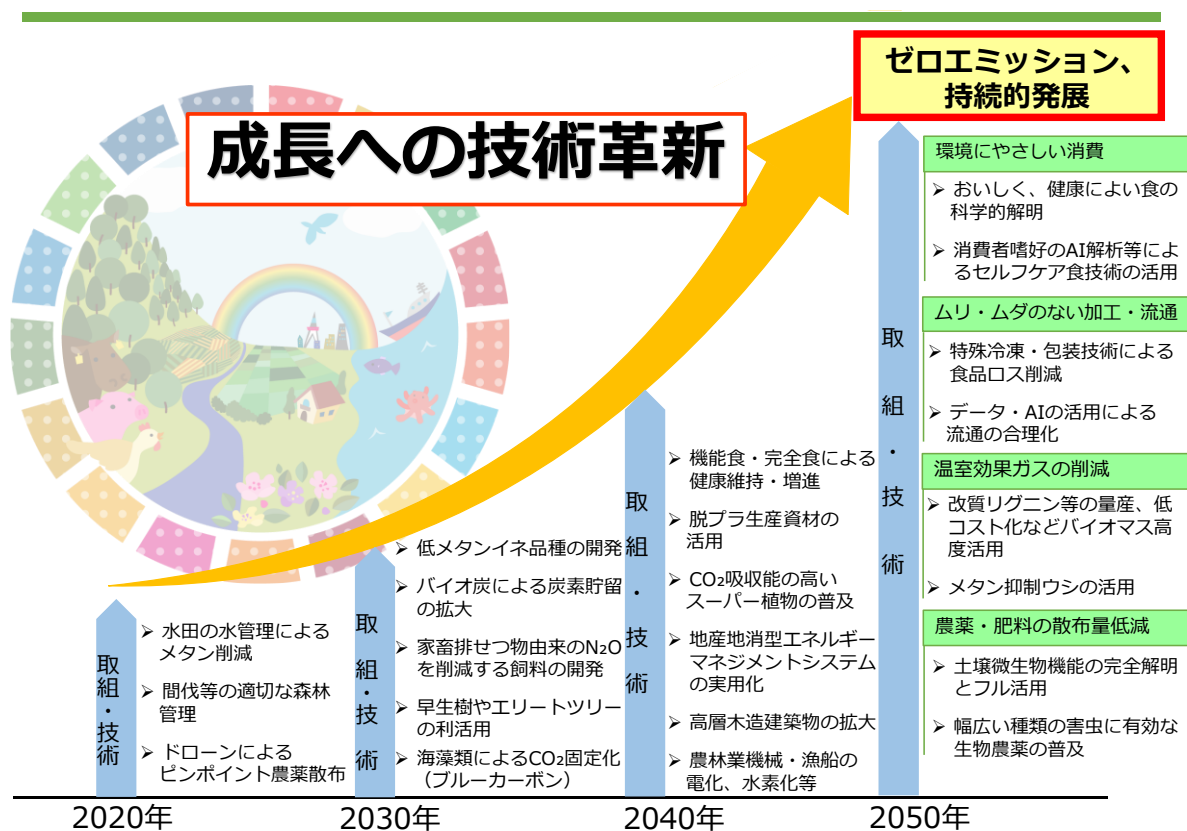 ゼロエミッション、
持続的発展
成長への技術革新
取組・技術
➢ 水田の水管理による
メタン削減
➢ 間伐等の適切な森林
管理
➢ ドローンによる
ピンポイント農薬散布
取組・技術
➢ 低メタンイネ品種の開発
➢ バイオ炭による炭素貯留
の拡大
➢ 家畜排せつ物由来のN₂O
を削減する飼料の開発
➢ 早生樹やエリートツリー
の利活用
➢ 海藻類によるCO₂固定化
（ブルーカーボン）
取組・技術
➢ 機能食・完全食による
健康維持・増進
➢ 脱プラ生産資材の
活用
➢ CO₂吸収能の高い
スーパー植物の普及
➢ 地産地消型エネルギー
マネジメントシステム
の実用化
➢ 高層木造建築物の拡大
➢ 農林業機械・漁船の
電化、水素化等
取組・技術
環境にやさしい消費
➢ おいしく、健康によい食の
科学的解明
➢ 消費者嗜好のAI解析等によ
るセルフケア食技術の活用
ムリ・ムダのない加工・流通
➢ 特殊冷凍・包装技術による
食品ロス削減
➢ データ・AIの活用による
流通の合理化
温室効果ガスの削減
➢ 改質リグニン等の量産、低
コスト化などバイオマス高
度活用
➢ メタン抑制ウシの活用
農薬・肥料の散布量低減
➢ 土壌微生物機能の完全解明
とフル活用
➢ 幅広い種類の害虫に有効な
生物農薬の普及
2020年
2030年
2040年
2050年